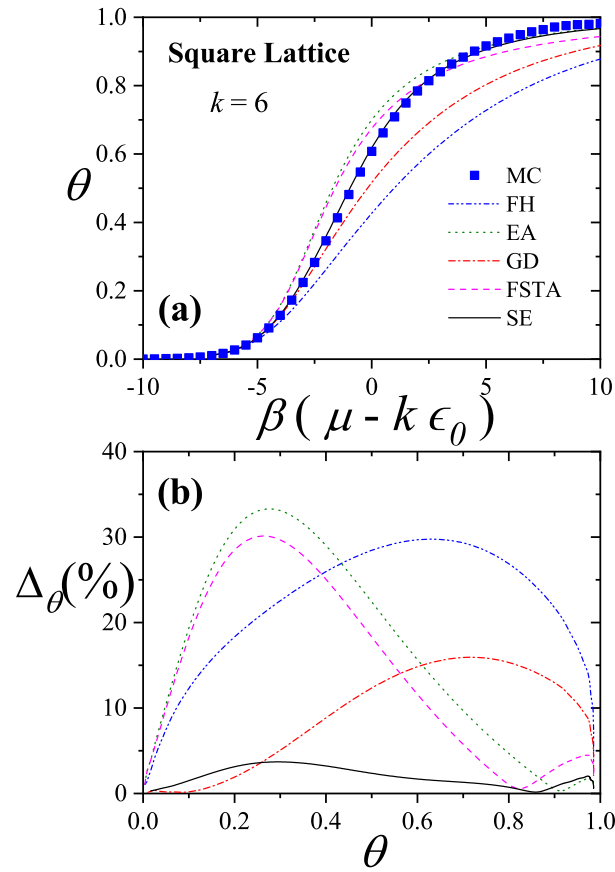 1.0
Square Lattice
0.8
k = 6
0.6
θ
MC
FH
0.4
EA
GD
0.2
FSTA
(a)
SE
0.0
-10 -5 0 5 10
β ( μ - k ϵ₀ )
40
(b)
30
Δ_θ(%)
20
10
0
0.0 0.2 0.4 0.6 0.8 1.0
θ